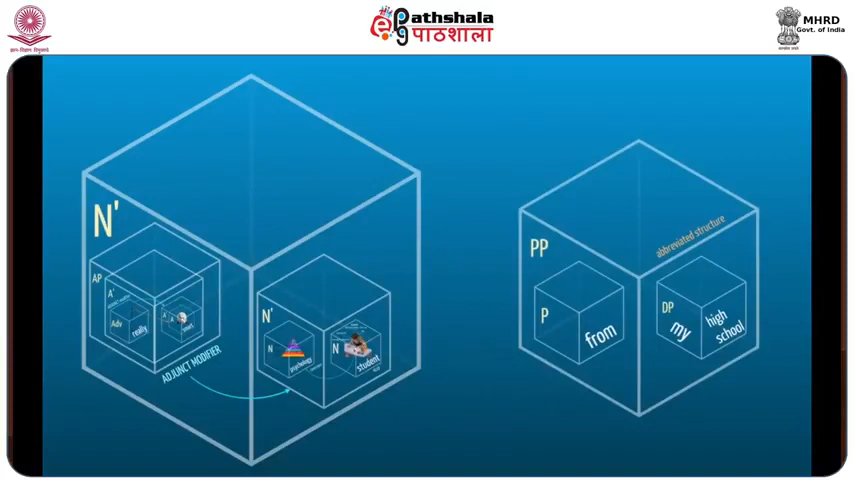 Pathshala
पाठशाला
MHRD
Govt. of India
N'
AP
A'
Adv
really
smart
ADJUNCT MODIFIER
N'
N
psychology
N
student
PP
abbreviated structure
P
from
DP
my
high
school